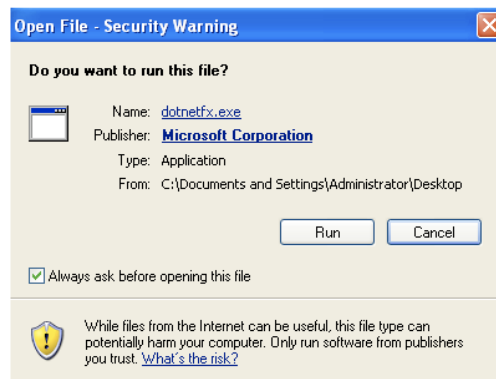 Open File - Security Warning
Do you want to run this file?
Name: dotnetfx.exe
Publisher: Microsoft Corporation
Type: Application
From: C:\Documents and Settings\Administrator\Desktop
Run Cancel
Always ask before opening this file
While files from the Internet can be useful, this file type can
potentially harm your computer. Only run software from publishers
you trust. What's the risk?